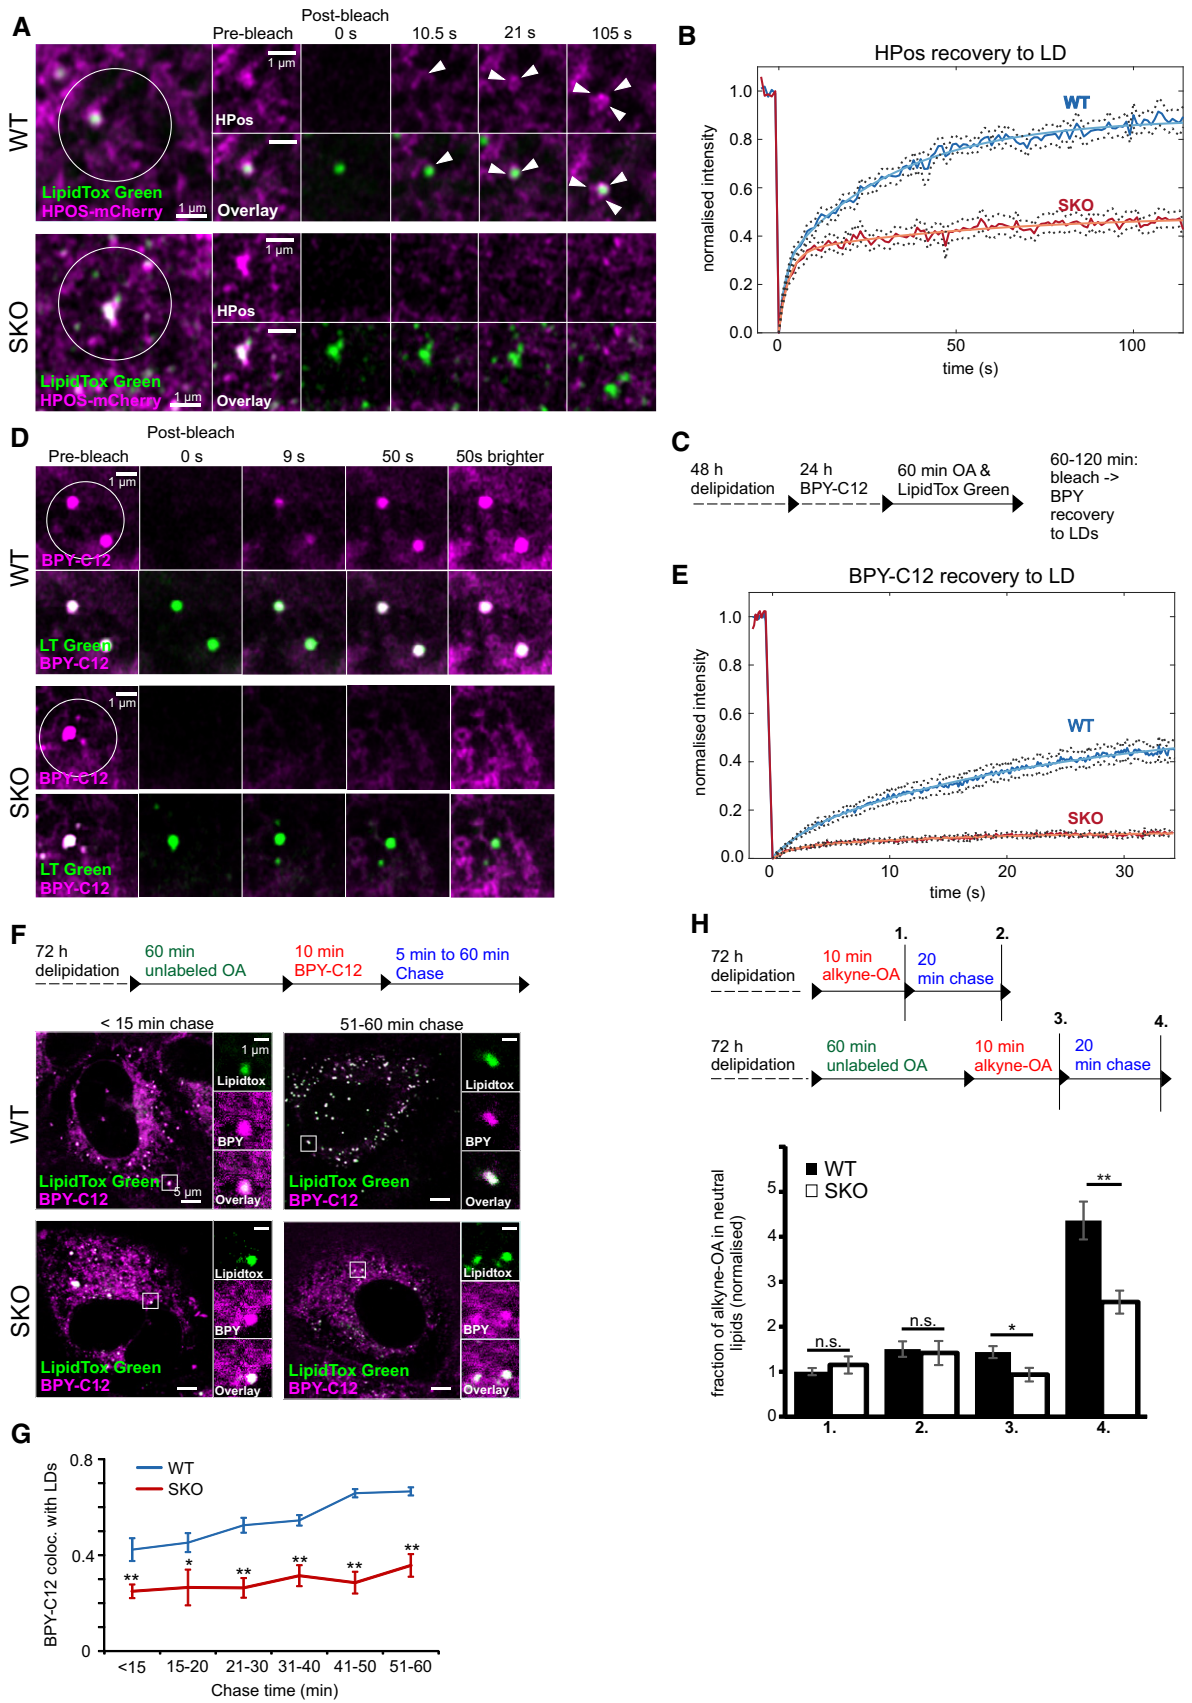 A
Post-bleach
Pre-bleach 0 s 10.5 s 21 s 105 s
WT
1 µm
HPos
LipidTox Green
HPOS-mCherry
1 µm
Overlay
SKO
1 µm
HPos
LipidTox Green
HPOS-mCherry
1 µm
Overlay
B
HPos recovery to LD
normalised intensity
1.0
0.8
0.6
0.4
0.2
0.0
WT
SKO
0 50 100
time (s)
C
48 h
delipidation
24 h
BPY-C12
60 min OA &
LipidTox Green
60-120 min:
bleach ->
BPY
recovery
to LDs
D
Post-bleach
Pre-bleach 0 s 9 s 50 s 50s brighter
WT
1 µm
BPY-C12
LT Green
BPY-C12
SKO
1 µm
BPY-C12
LT Green
BPY-C12
E
BPY-C12 recovery to LD
normalised intensity
1.0
0.8
0.6
0.4
0.2
0.0
WT
SKO
0 10 20 30
time (s)
F
72 h
delipidation
60 min
unlabeled OA
10 min
BPY-C12
5 min to 60 min
Chase
< 15 min chase
51-60 min chase
WT
LipidTox Green
BPY-C12
5 µm
1 µm
Lipidtox
BPY
Overlay
LipidTox Green
BPY-C12
Lipidtox
BPY
Overlay
SKO
LipidTox Green
BPY-C12
Lipidtox
BPY
Overlay
LipidTox Green
BPY-C12
Lipidtox
BPY
Overlay
G
BPY-C12 coloc. with LDs
0.8
0.4
0
WT
SKO
** * ** ** ** **
<15 15-20 21-30 31-40 41-50 51-60
Chase time (min)
H
1. 2.
72 h
delipidation
10 min
alkyne-OA
20
min chase
3. 4.
72 h
delipidation
60 min
unlabeled OA
10 min
alkyne-OA
20
min chase
fraction of alkyne-OA in neutral
lipids (normalised)
5
4
3
2
1
0
WT
SKO
n.s. n.s. * **
1. 2. 3. 4.